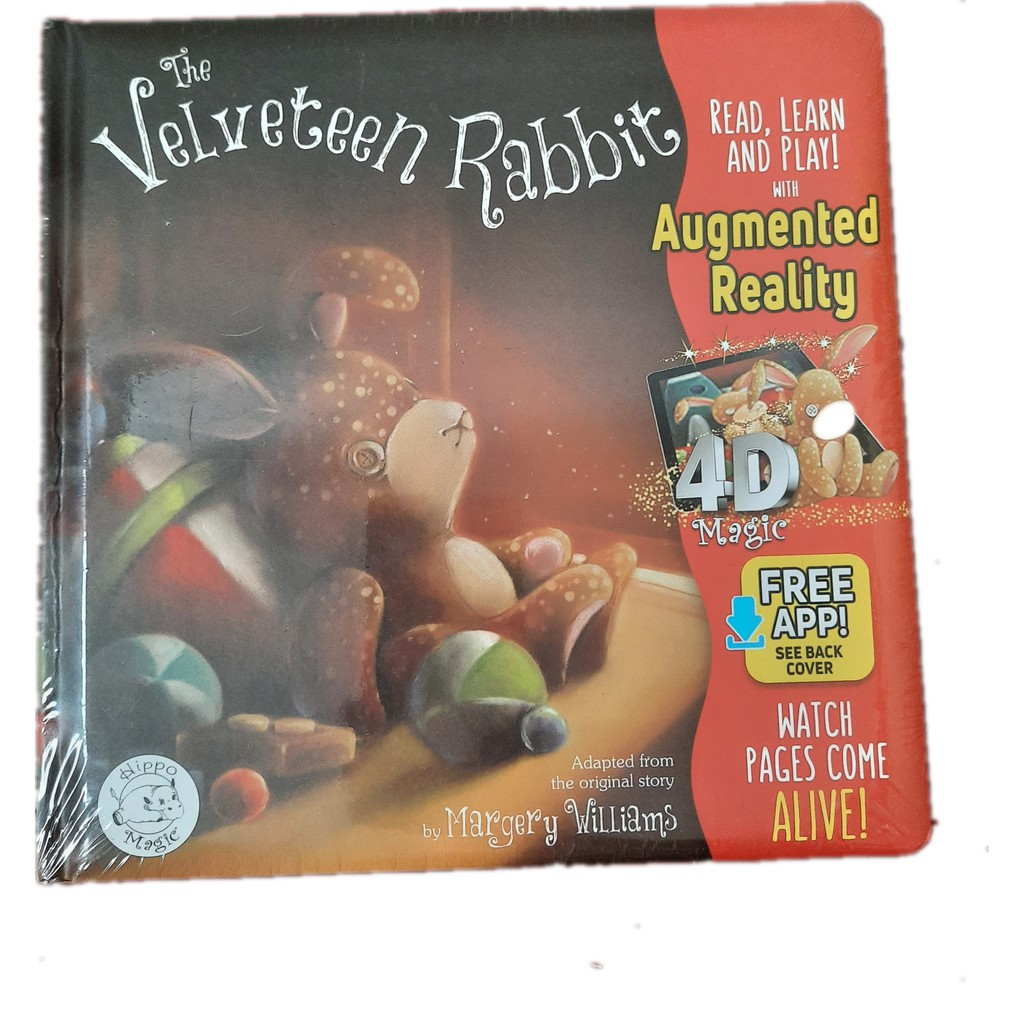 The
Velveteen Rabbit
READ, LEARN
AND PLAY!
WITH
Augmented
Reality
4D
Magic
FREE
APP!
SEE BACK
COVER
WATCH
PAGES COME
ALIVE!
Adapted from
the original story
by Margery Williams
Hippo
Magic